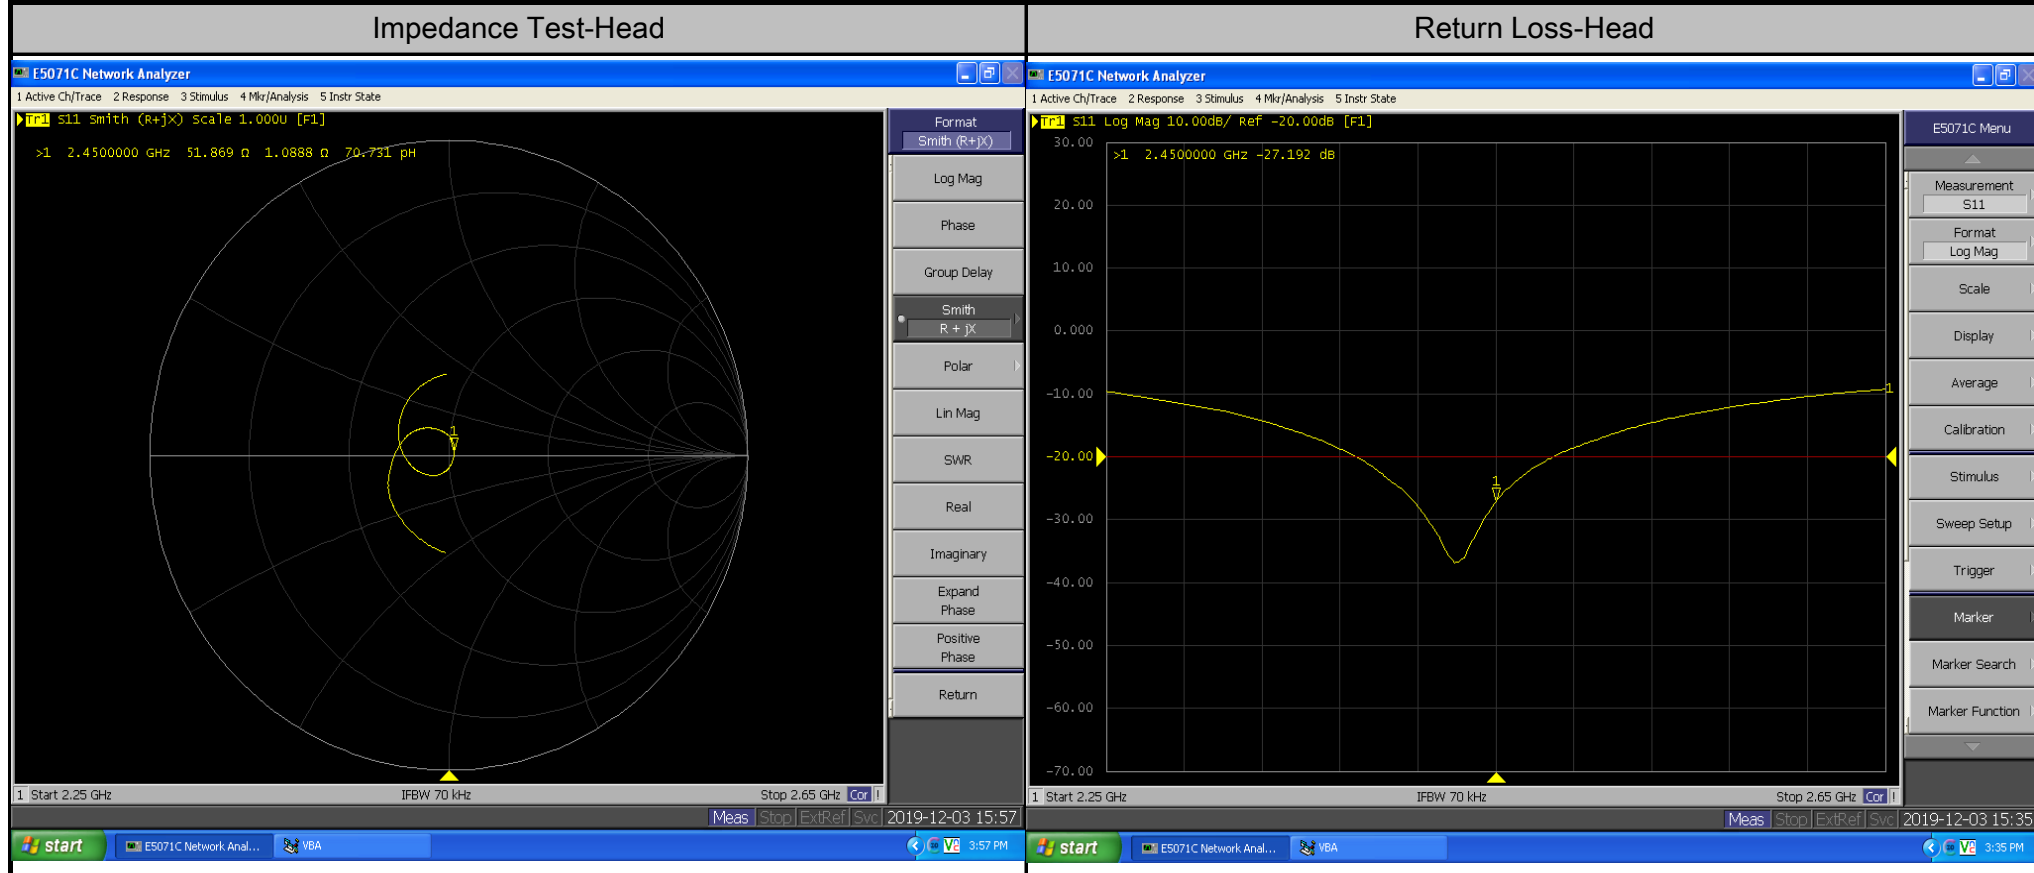 Impedance Test-Head
E5071C Network Analyzer
1 Active Ch/Trace 2 Response 3 Stimulus 4 Mkr/Analysis 5 Instr State
Tr1 S11 Smith (R+jX) Scale 1.000U [F1]
>1 2.4500000 GHz 51.869 Ω 1.0888 Ω 70.731 pH
1
Format
Smith (R+jX)
Log Mag
Phase
Group Delay
Smith
R + jX
Polar
Lin Mag
SWR
Real
Imaginary
Expand
Phase
Positive
Phase
Return
1 Start 2.25 GHz IFBW 70 kHz Stop 2.65 GHz Cor !
Meas Stop ExtRef Svc 2019-12-03 15:57
start E5071C Network Anal... VBA 3:57 PM
Return Loss-Head
E5071C Network Analyzer
1 Active Ch/Trace 2 Response 3 Stimulus 4 Mkr/Analysis 5 Instr State
Tr1 S11 Log Mag 10.00dB/ Ref -20.00dB [F1]
>1 2.4500000 GHz -27.192 dB
30.00
20.00
10.00
0.000
-10.00
-20.00
-30.00
-40.00
-50.00
-60.00
-70.00
1
1
E5071C Menu
Measurement
S11
Format
Log Mag
Scale
Display
Average
Calibration
Stimulus
Sweep Setup
Trigger
Marker
Marker Search
Marker Function
1 Start 2.25 GHz IFBW 70 kHz Stop 2.65 GHz Cor !
Meas Stop ExtRef Svc 2019-12-03 15:35
start E5071C Network Anal... VBA 3:35 PM